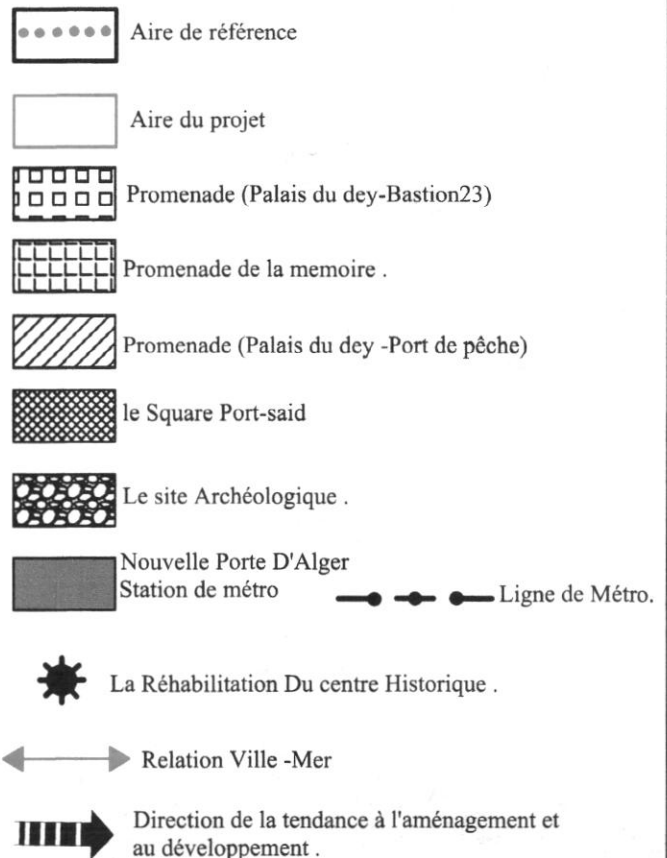 Aire de référence
Aire du projet
Promenade (Palais du dey-Bastion23)
Promenade de la memoire .
Promenade (Palais du dey -Port de pêche)
le Square Port-said
Le site Archéologique .
Nouvelle Porte D'Alger
Station de métro
Ligne de Métro.
La Réhabilitation Du centre Historique .
Relation Ville -Mer
Direction de la tendance à l'aménagement et
au développement .